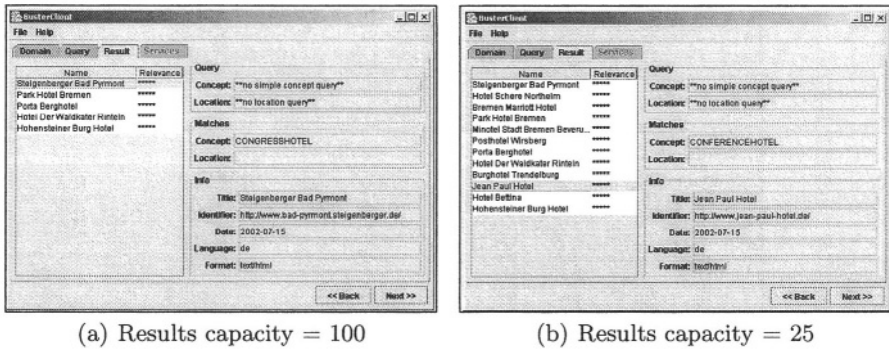 BusterClient
File Help
Domain Query Result Services
Name Relevance
Steigenberger Bad Pyrmont *****
Park Hotel Bremen *****
Porta Berghotel *****
Hotel Der Waldkater Rinteln *****
Hohensteiner Burg Hotel *****
Query
Concept: **no simple concept query**
Location: **no location query**
Matches
Concept: CONGRESSHOTEL
Location:
Info
Title: Steigenberger Bad Pyrmont
Identifier: http://www.bad-pyrmont.steigenberger.de/
Date: 2002-07-15
Language: de
Format: text/html
<< Back Next >>
(a) Results capacity = 100
BusterClient
File Help
Domain Query Result Services
Name Relevance
Steigenberger Bad Pyrmont *****
Hotel Schere Northeim *****
Bremen Marriott Hotel *****
Park Hotel Bremen *****
Minotel Stadt Bremen Beveru... *****
Posthotel Wirsberg *****
Porta Berghotel *****
Hotel Der Waldkater Rinteln *****
Burghotel Trendelburg *****
Jean Paul Hotel *****
Hotel Bettina *****
Hohensteiner Burg Hotel *****
Query
Concept: **no simple concept query**
Location: **no location query**
Matches
Concept: CONFERENCEHOTEL
Location:
Info
Title: Jean Paul Hotel
Identifier: http://www.jean-paul-hotel.de/
Date: 2002-07-15
Language: de
Format: text/html
<< Back Next >>
(b) Results capacity = 25